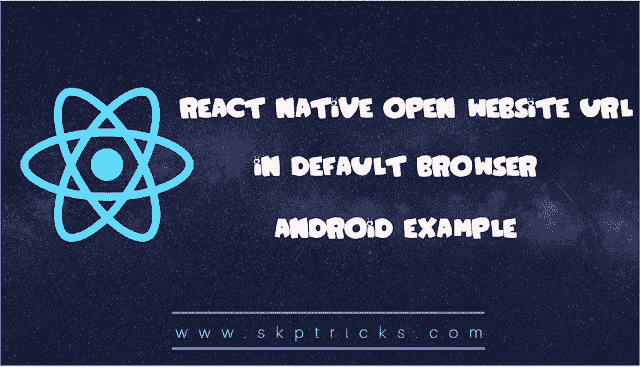 REACT NATIVE OPEN WEBSITE URL
IN DEFAULT BROWSER
ANDROID EXAMPLE
www.skptricks.com